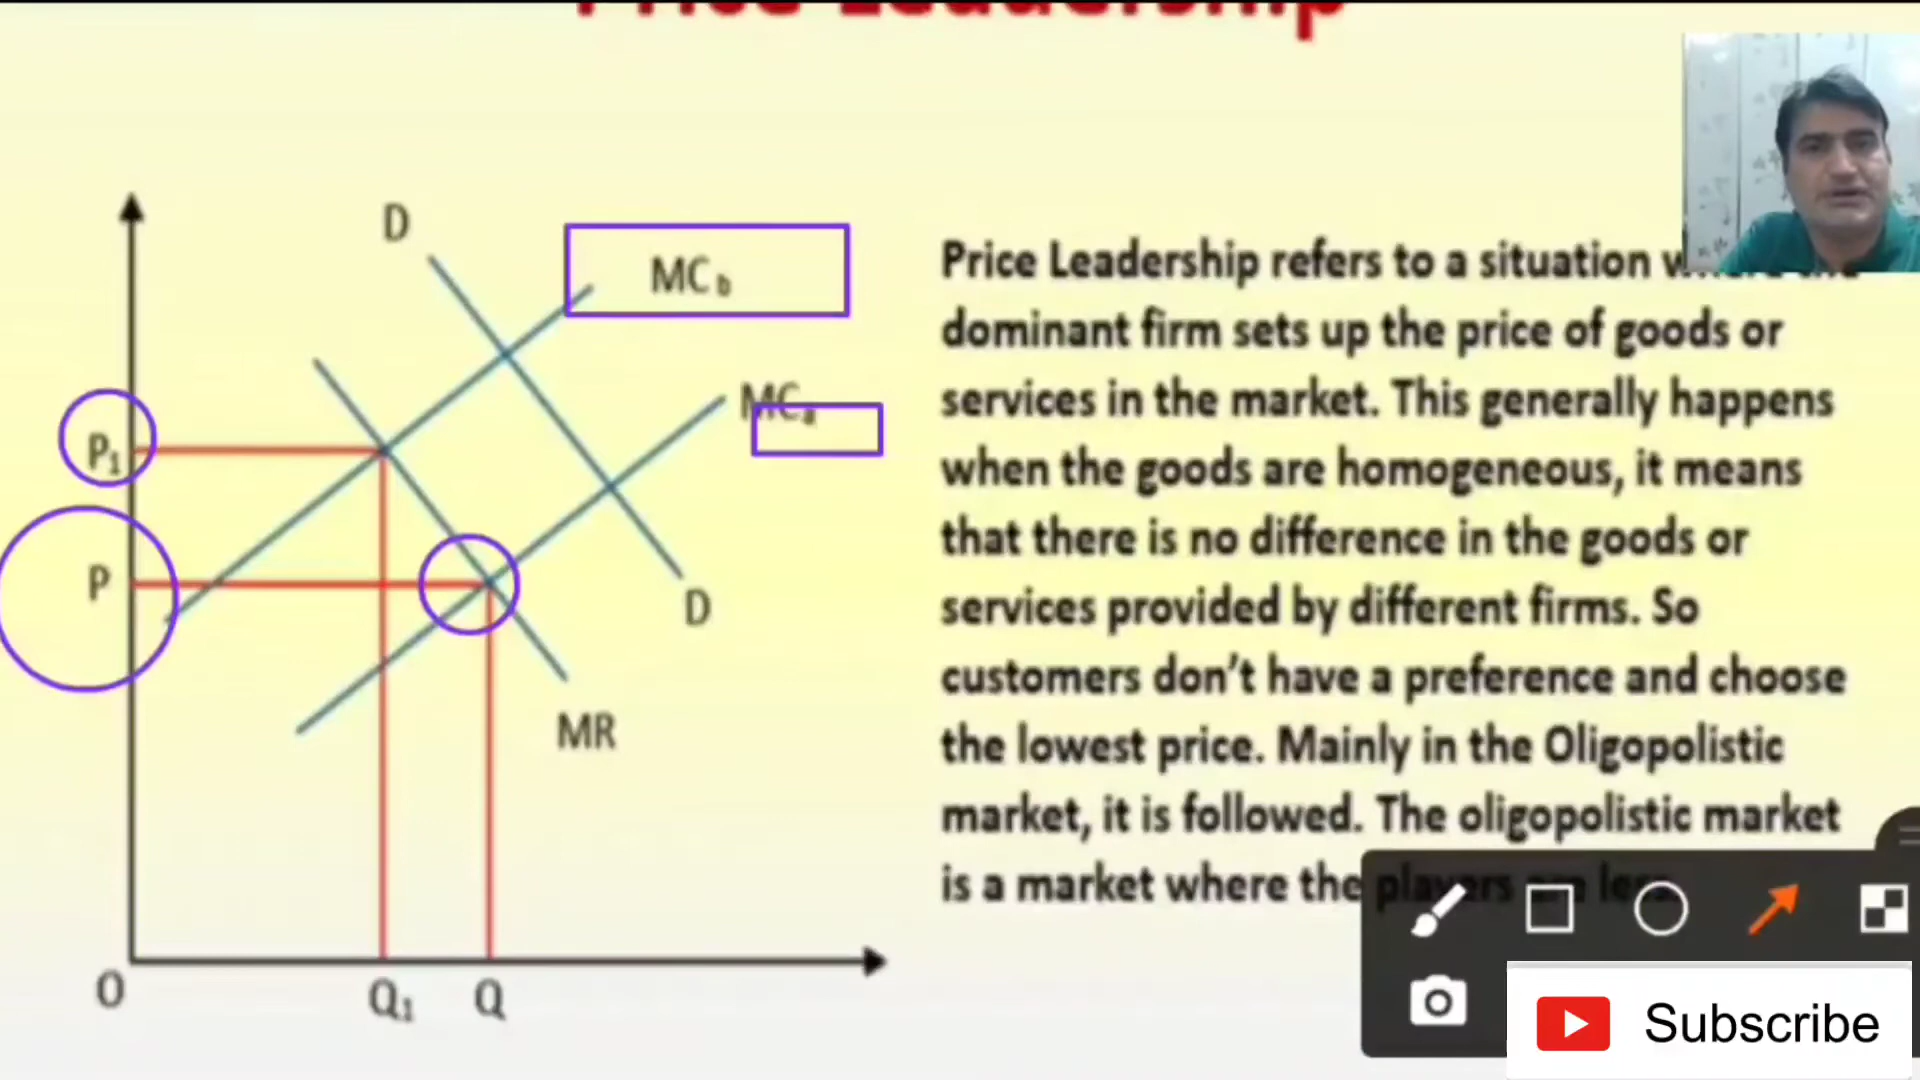 Price Leadership
D
MCb
MCa
P1
P
D
MR
O
Q1
Q
Price Leadership refers to a situation
dominant firm sets up the price of goods or
services in the market. This generally happens
when the goods are homogeneous, it means
that there is no difference in the goods or
services provided by different firms. So
customers don't have a preference and choose
the lowest price. Mainly in the Oligopolistic
market, it is followed. The oligopolistic market
is a market where the players
Subscribe